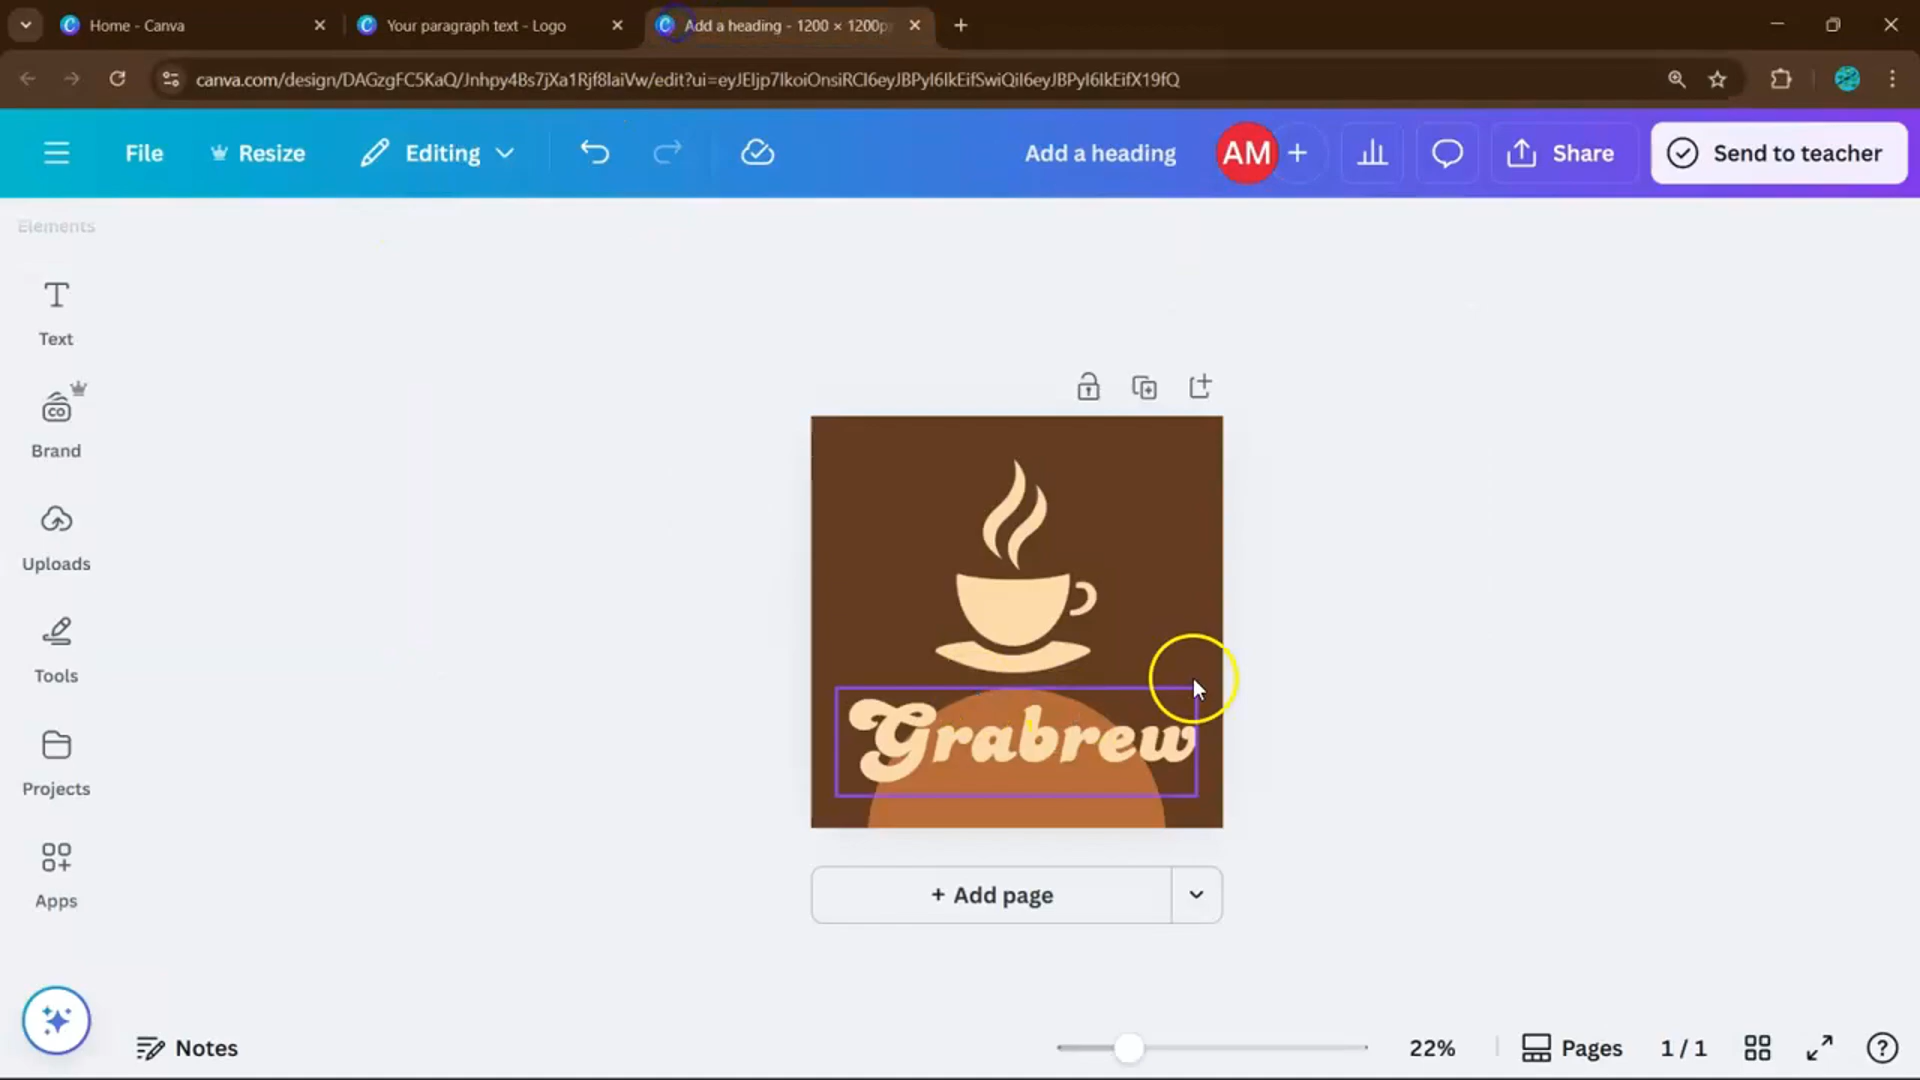 Home - Canva
Your paragraph text - Logo
Add a heading - 1200 × 1200p
canva.com/design/DAGzgFC5KaQ/Jnhpy4Bs7jXa1Rjf8laiVw/edit?ui=eyJEIjp7IkoiOnsiRCI6eyJBPyI6IkEifSwiQiI6eyJBPyI6IkEifX19fQ
File
Resize
Editing
Add a heading
AM
Share
Send to teacher
Elements
Text
Brand
Uploads
Tools
Projects
Apps
Grabrew
+ Add page
Notes
22%
Pages
1 / 1